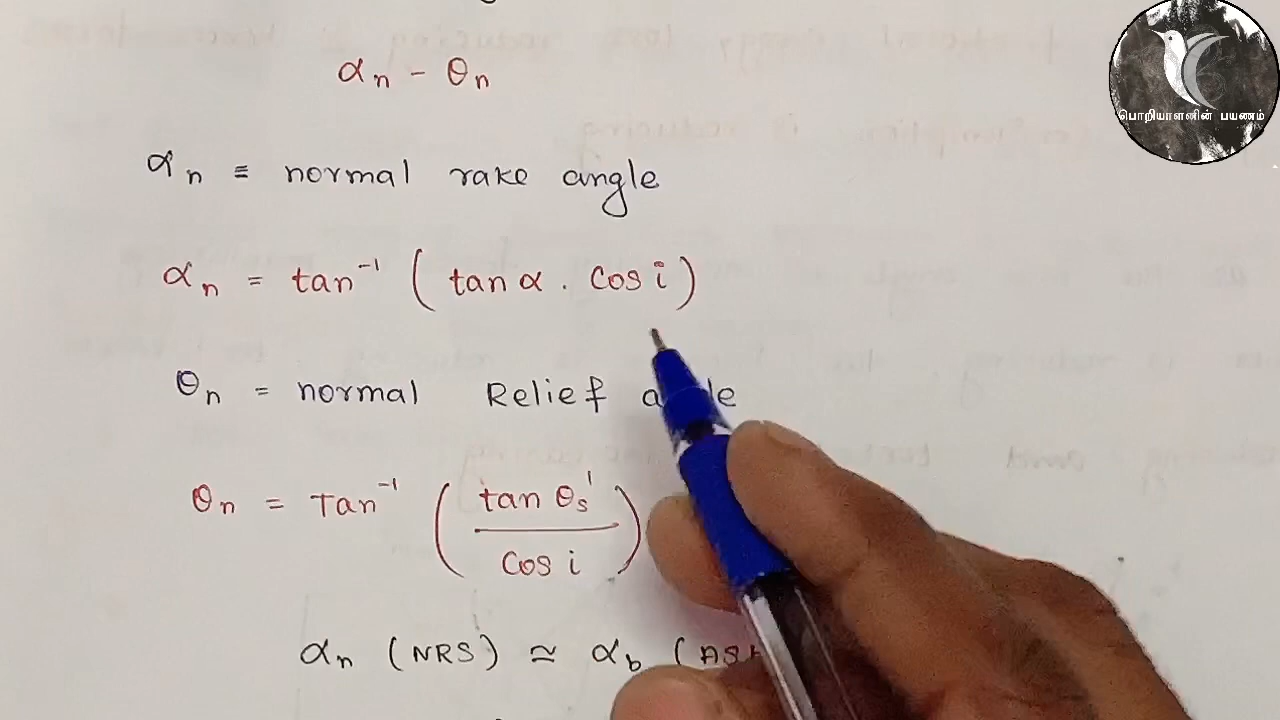 αn - θn
பொறியாளனின் பயணம்
αn ≡ normal rake angle
αn = tan⁻¹ ( tan α . Cos i )
θn = normal Relief
θn = Tan⁻¹ ( tan θs' / Cos i )
αn (NRS) ≃ αb (